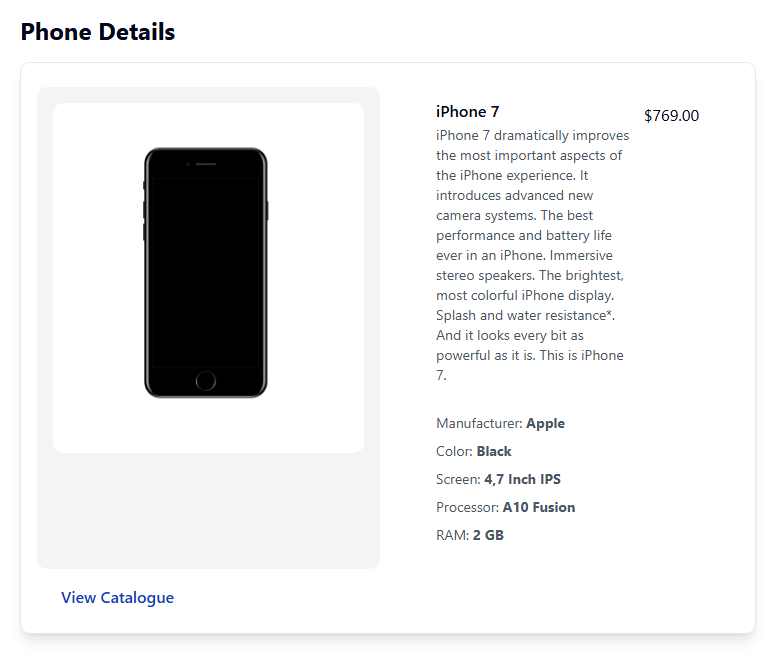 Phone Details
iPhone 7
$769.00
iPhone 7 dramatically improves
the most important aspects of
the iPhone experience. It
introduces advanced new
camera systems. The best
performance and battery life
ever in an iPhone. Immersive
stereo speakers. The brightest,
most colorful iPhone display.
Splash and water resistance*.
And it looks every bit as
powerful as it is. This is iPhone
7.
Manufacturer: Apple
Color: Black
Screen: 4,7 Inch IPS
Processor: A10 Fusion
RAM: 2 GB
View Catalogue